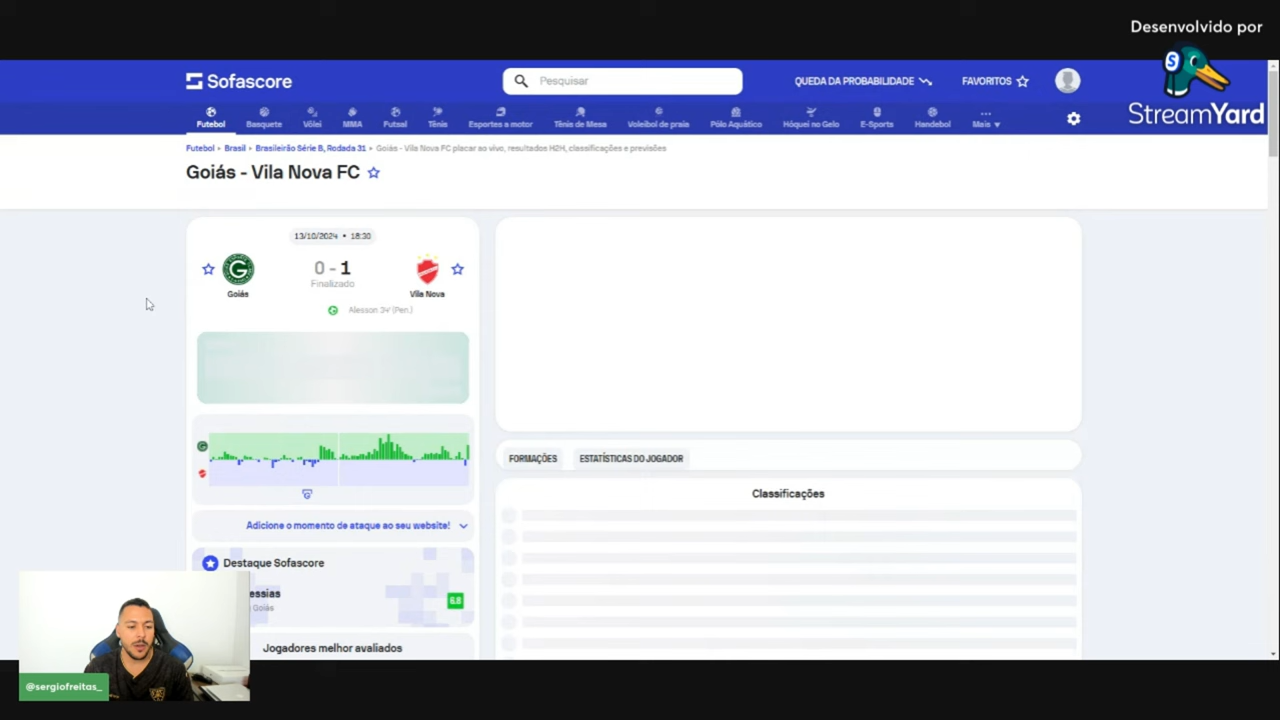 Desenvolvido por
StreamYard
Sofascore
Pesquisar
QUEDA DA PROBABILIDADE
FAVORITOS
Futebol
Basquete
Vôlei
MMA
Futsal
Tênis
Esportes a motor
Tênis de Mesa
Voleibol de praia
Pólo Aquático
Hóquei no Gelo
E-Sports
Handebol
Mais
Futebol
Brasil
Brasileirão Série B, Rodada 31
Goiás - Vila Nova FC placar ao vivo, resultados H2H, classificações e previsões
Goiás - Vila Nova FC
13/10/2024 • 18:30
0 - 1
Finalizado
Goiás
Vila Nova
Alesson 34' (Pen.)
FORMAÇÕES
ESTATÍSTICAS DO JOGADOR
Classificações
Adicione o momento de ataque ao seu website!
Destaque Sofascore
essias
Goiás
6.8
Jogadores melhor avaliados
@sergiofreitas_